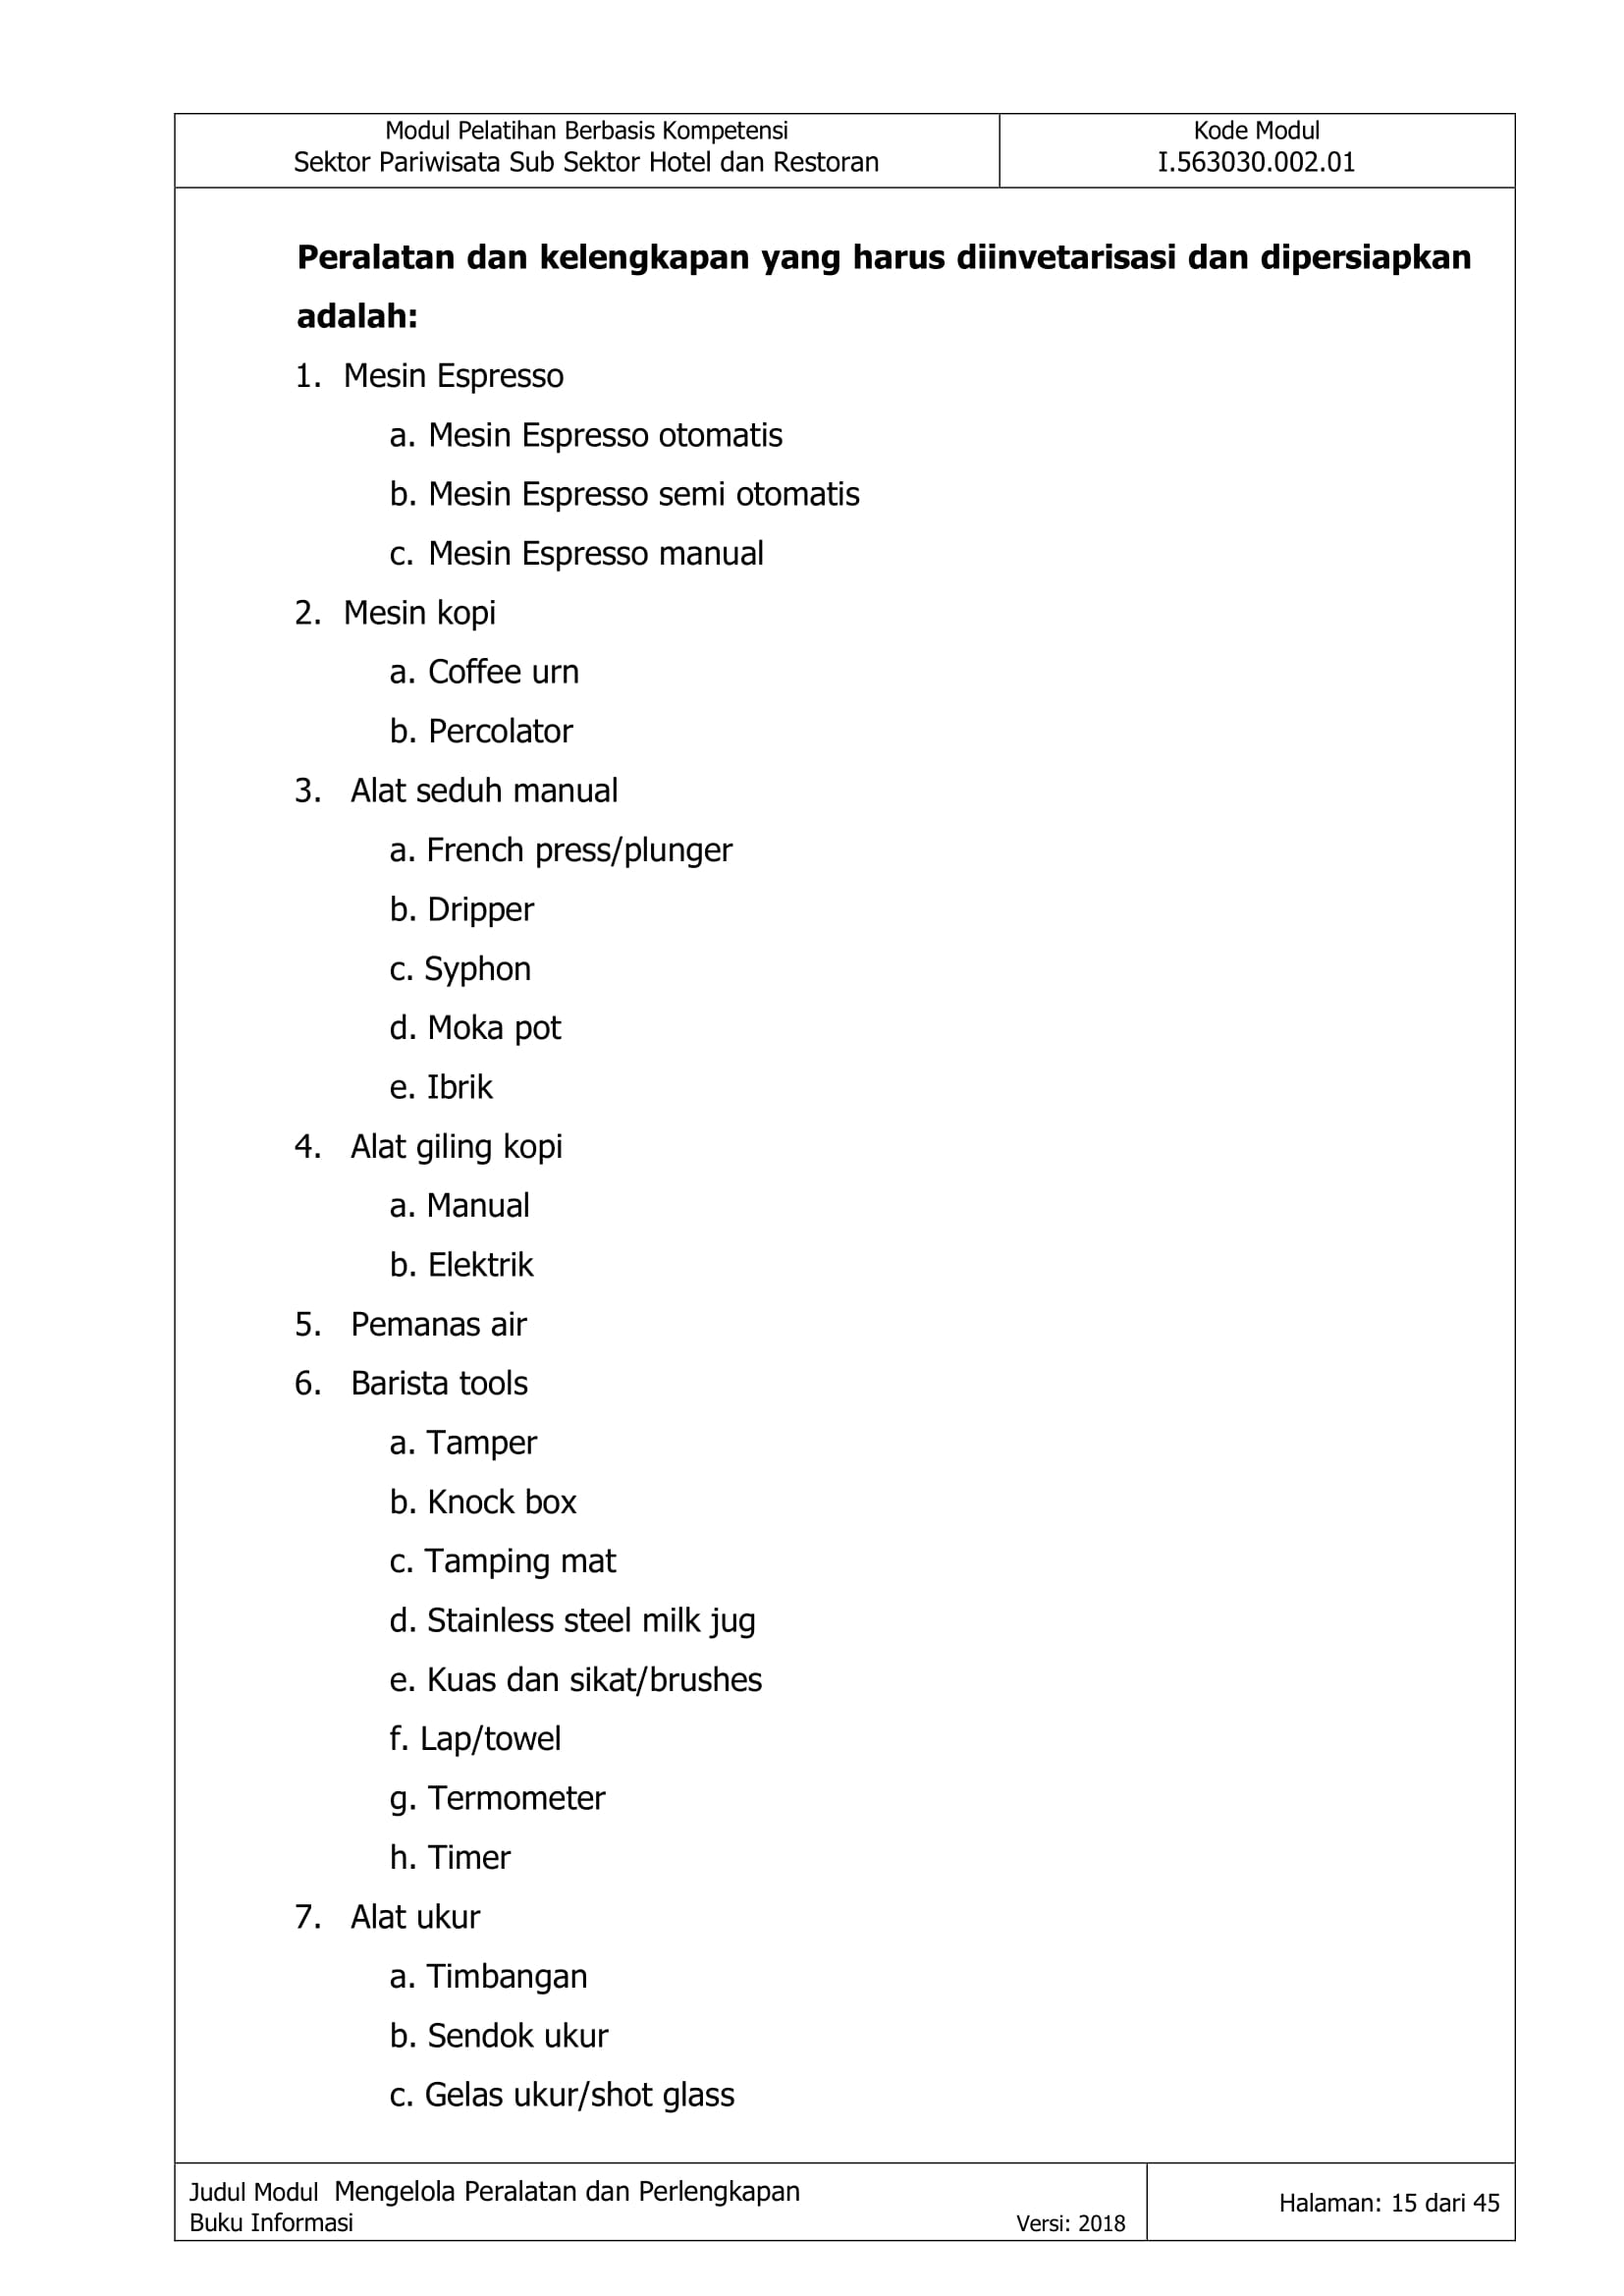 Modul Pelatihan Berbasis Kompetensi
Sektor Pariwisata Sub Sektor Hotel dan Restoran
Kode Modul
I.563030.002.01
Peralatan dan kelengkapan yang harus diinvetarisasi dan dipersiapkan
adalah:
1. Mesin Espresso
a. Mesin Espresso otomatis
b. Mesin Espresso semi otomatis
c. Mesin Espresso manual
2. Mesin kopi
a. Coffee urn
b. Percolator
3. Alat seduh manual
a. French press/plunger
b. Dripper
c. Syphon
d. Moka pot
e. Ibrik
4. Alat giling kopi
a. Manual
b. Elektrik
5. Pemanas air
6. Barista tools
a. Tamper
b. Knock box
c. Tamping mat
d. Stainless steel milk jug
e. Kuas dan sikat/brushes
f. Lap/towel
g. Termometer
h. Timer
7. Alat ukur
a. Timbangan
b. Sendok ukur
c. Gelas ukur/shot glass
Judul Modul Mengelola Peralatan dan Perlengkapan
Buku Informasi
Versi: 2018
Halaman: 15 dari 45